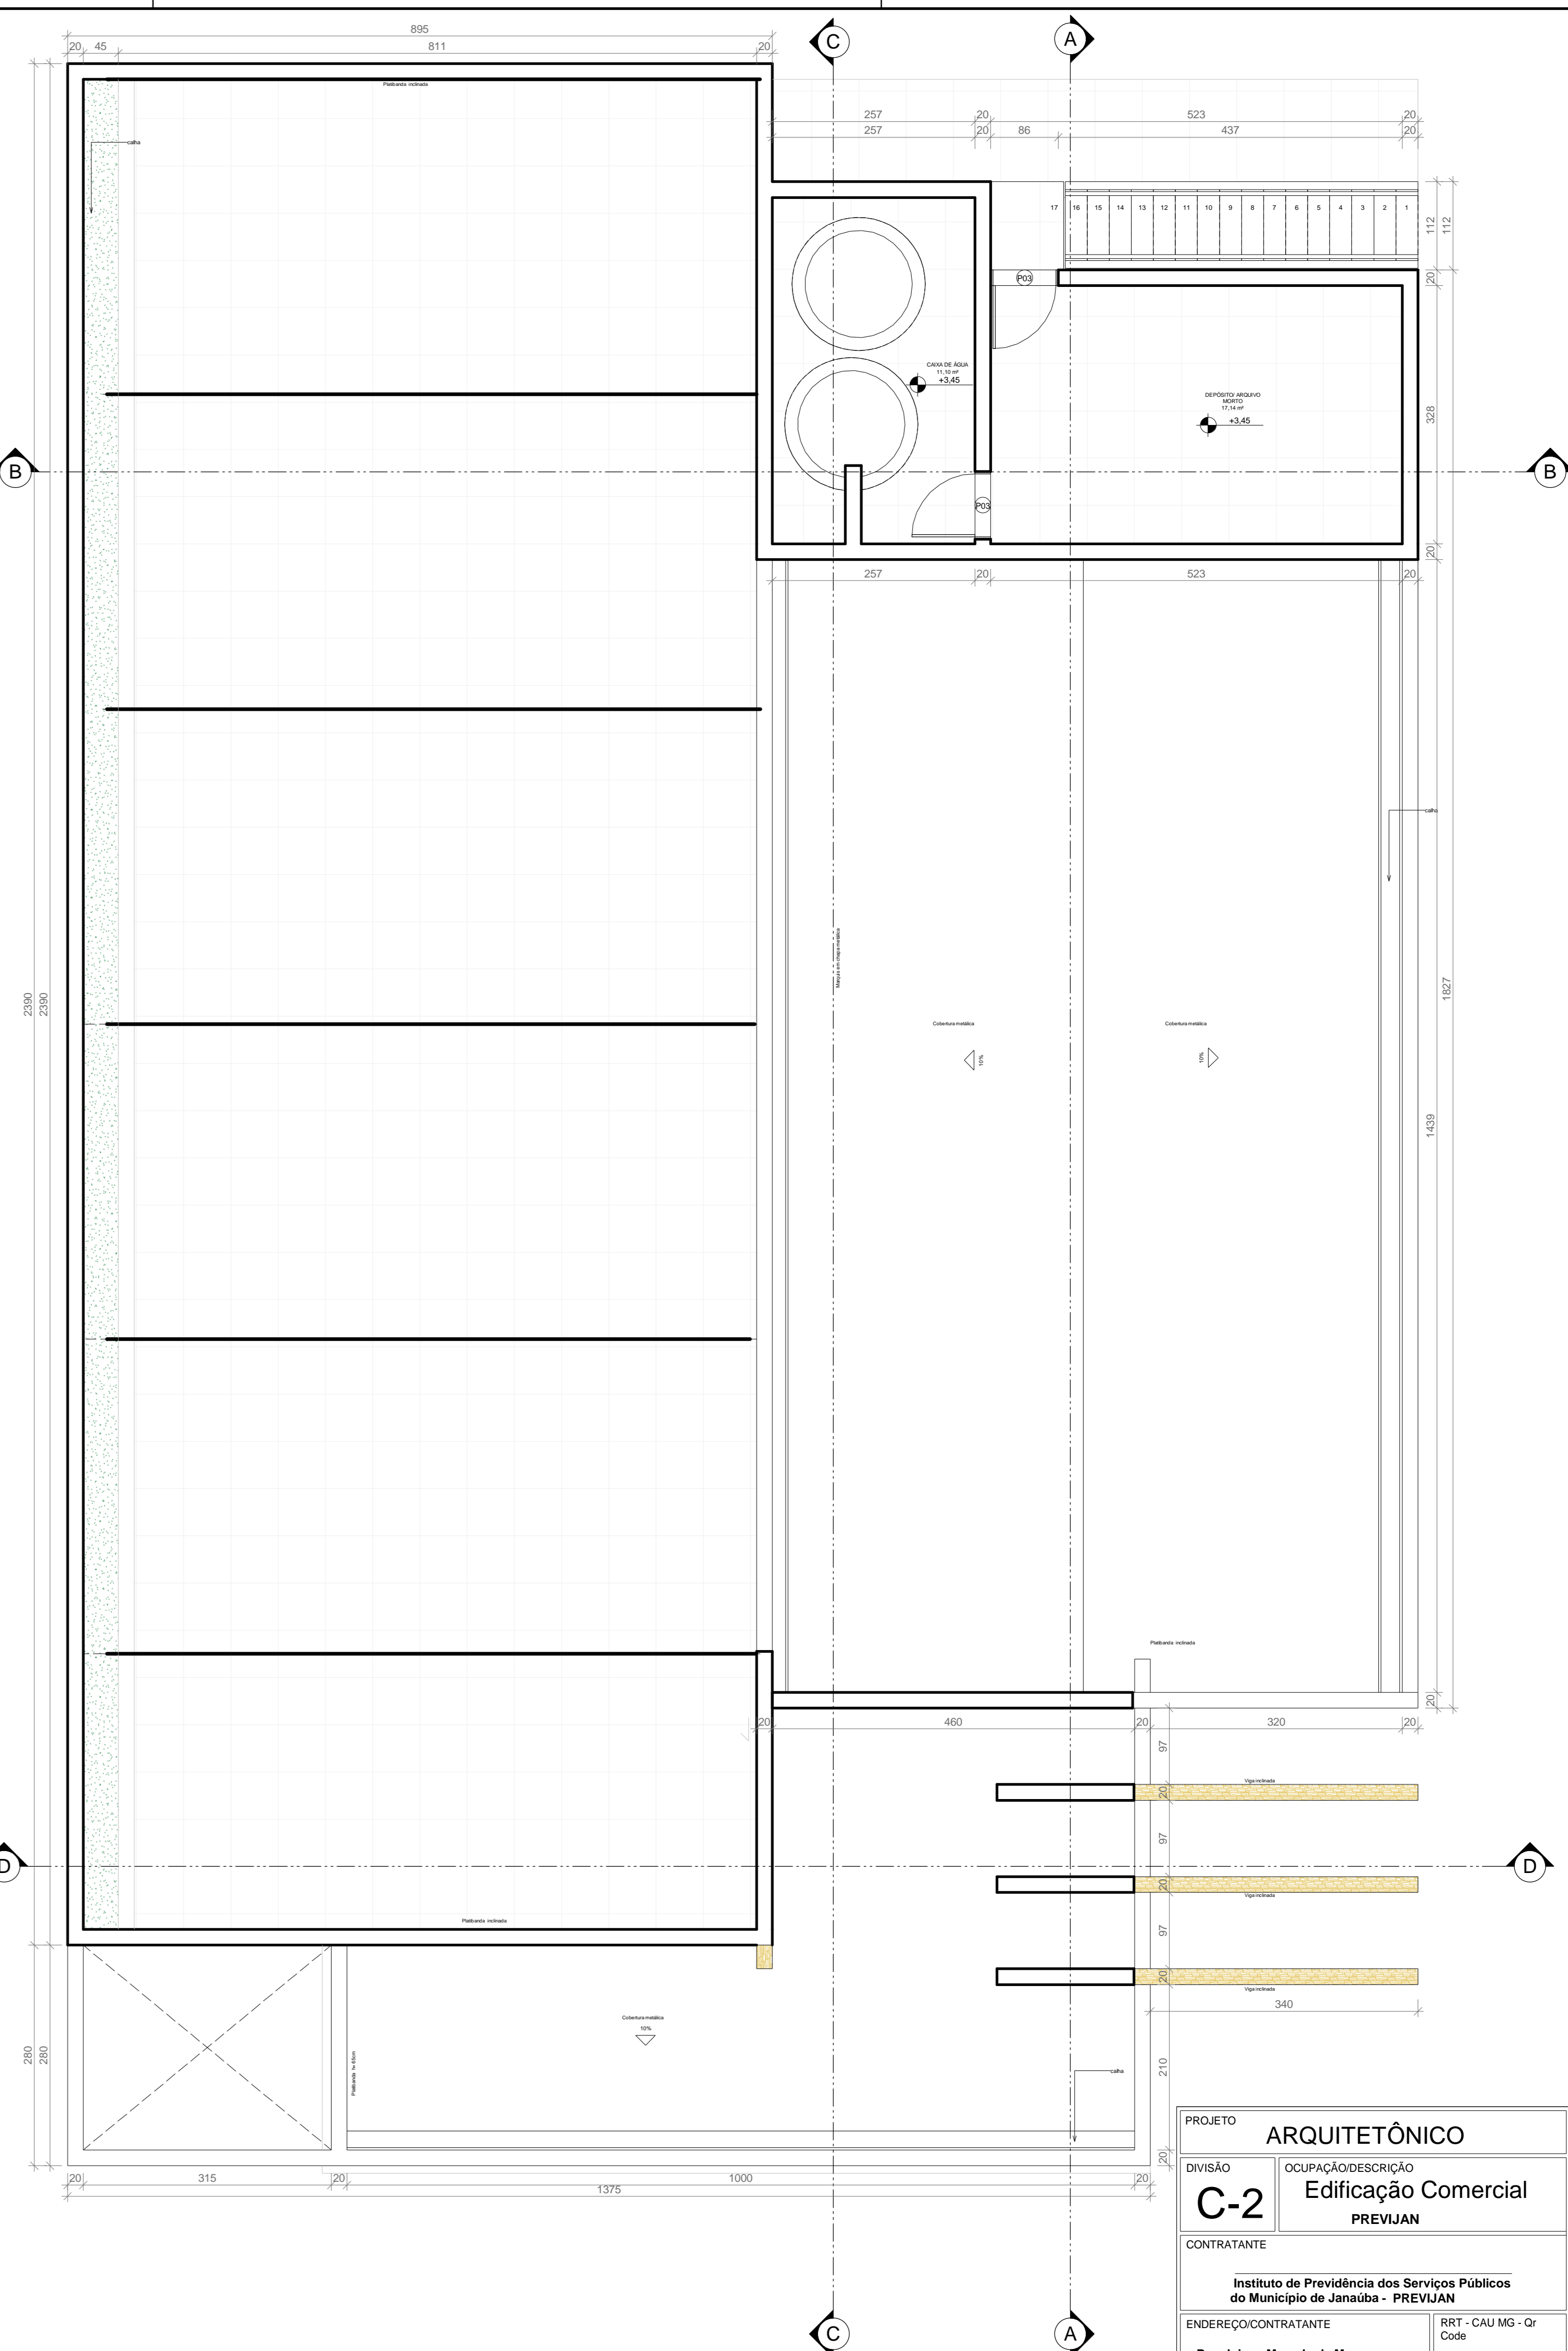 895
20
45
811
20
C
A
Platibanda inclinada
257
20
523
20
257
20
86
437
20
calha
17
16
15
14
13
12
11
10
9
8
7
6
5
4
3
2
1
112
112
P03
20
CAIXA DE ÁGUA
11,10 m²
+3,45
DEPÓSITO/ ARQUIVO
MORTO
17,14 m²
+3,45
328
B
B
P03
20
257
20
523
20
calha
Marquis em chapa metálica
2390
2390
1827
Cobertura metálica
10%
Cobertura metálica
10%
1439
Platibanda inclinada
20
20
460
20
320
20
97
Viga inclinada
20
97
D
D
20
Viga inclinada
Platibanda inclinada
97
20
Viga inclinada
340
Cobertura metálica
10%
280
280
Platibanda h= 65cm
calha
210
20
20
315
20
1000
20
1375
PROJETO
ARQUITETÔNICO
DIVISÃO
C-2
OCUPAÇÃO/DESCRIÇÃO
Edificação Comercial
PREVIJAN
CONTRATANTE
Instituto de Previdência dos Serviços Públicos
do Município de Janaúba - PREVIJAN
ENDEREÇO/CONTRATANTE
RRT - CAU MG - Qr
Code
C
A